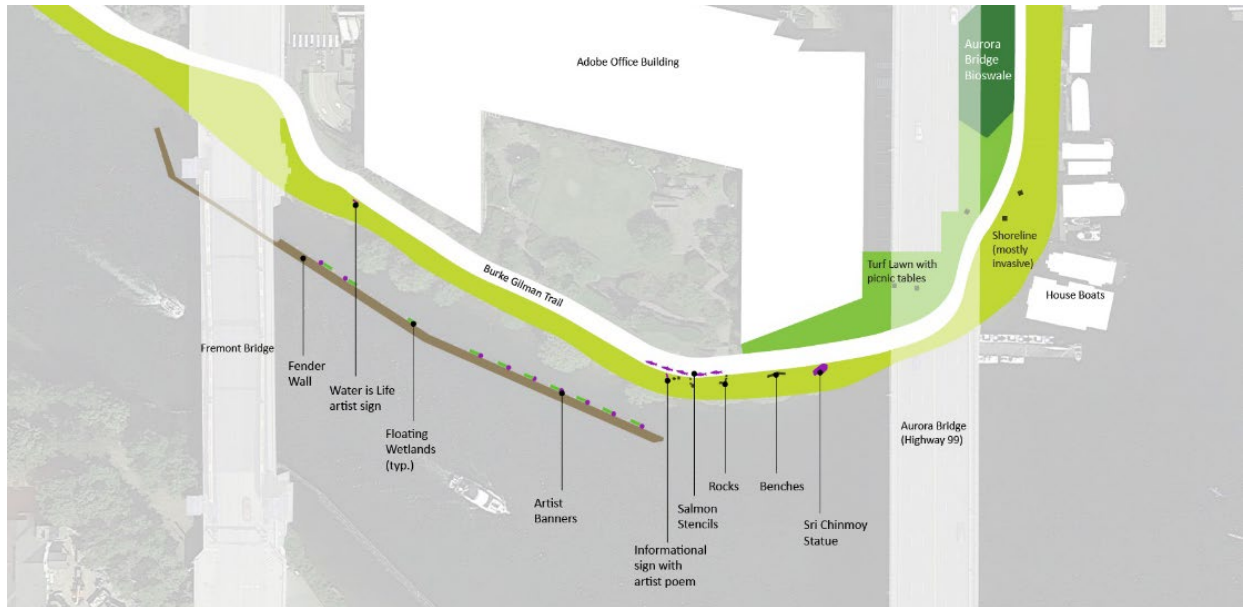 Adobe Office Building
Aurora
Bridge
Bioswale
Burke Gilman Trail
Turf Lawn with
picnic tables
Shoreline
(mostly
invasive)
House Boats
Fremont Bridge
Fender
Wall
Water is Life
artist sign
Floating
Wetlands
(typ.)
Artist
Banners
Informational
sign with
artist poem
Salmon
Stencils
Rocks
Benches
Sri Chinmoy
Statue
Aurora Bridge
(Highway 99)